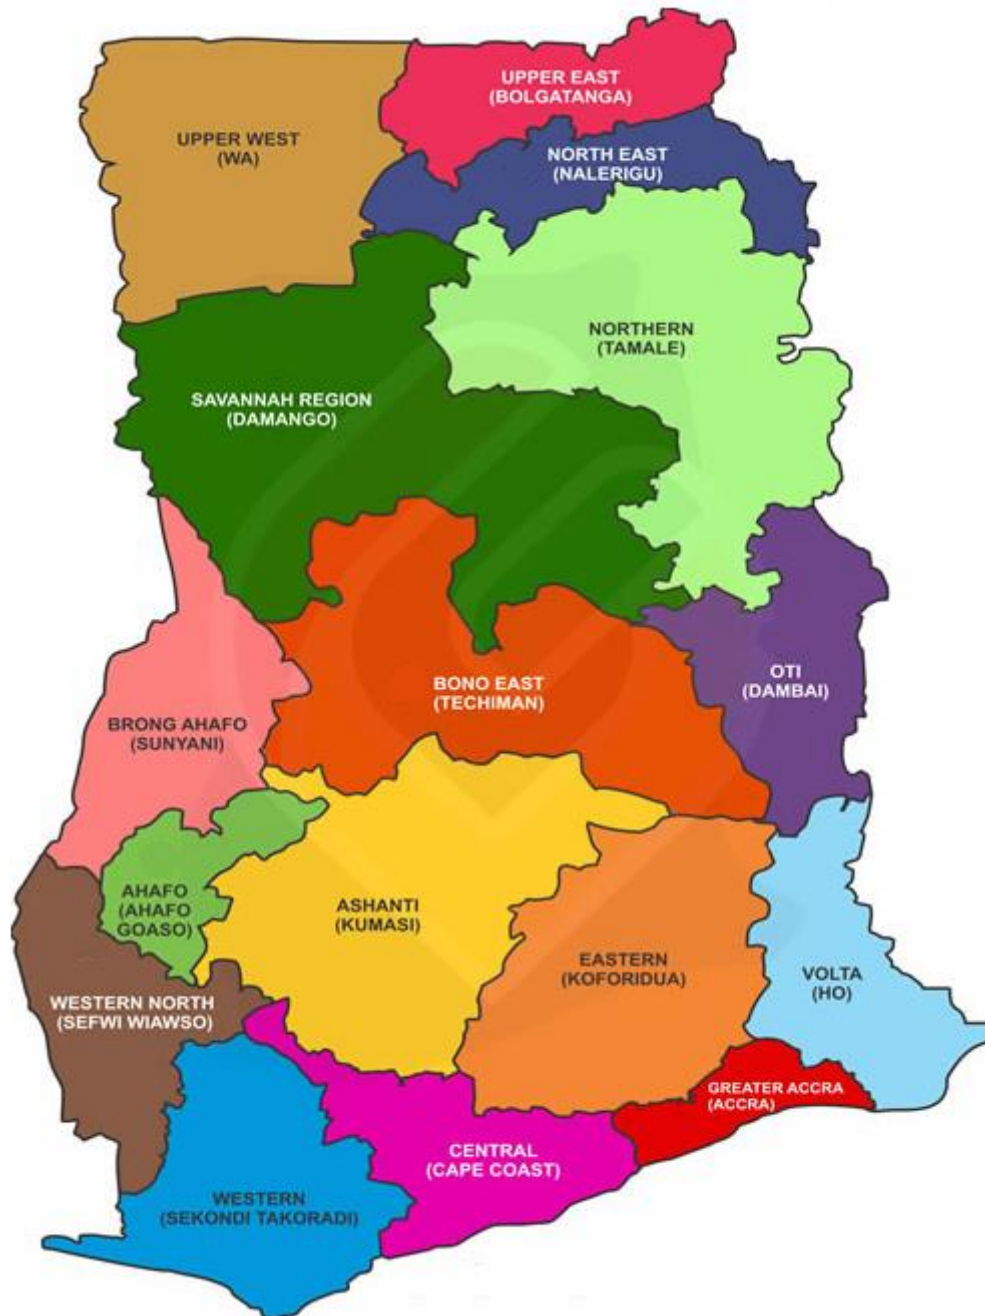 UPPER EAST
(BOLGATANGA)
UPPER WEST
(WA)
NORTH EAST
(NALERIGU)
NORTHERN
(TAMALE)
SAVANNAH REGION
(DAMANGO)
OTI
(DAMBAI)
BONO EAST
(TECHIMAN)
BRONG AHAFO
(SUNYANI)
AHAFO
(AHAFO
GOASO)
ASHANTI
(KUMASI)
EASTERN
(KOFORIDUA)
VOLTA
(HO)
WESTERN NORTH
(SEFWI WIAWSO)
GREATER ACCRA
(ACCRA)
CENTRAL
(CAPE COAST)
WESTERN
(SEKONDI TAKORADI)